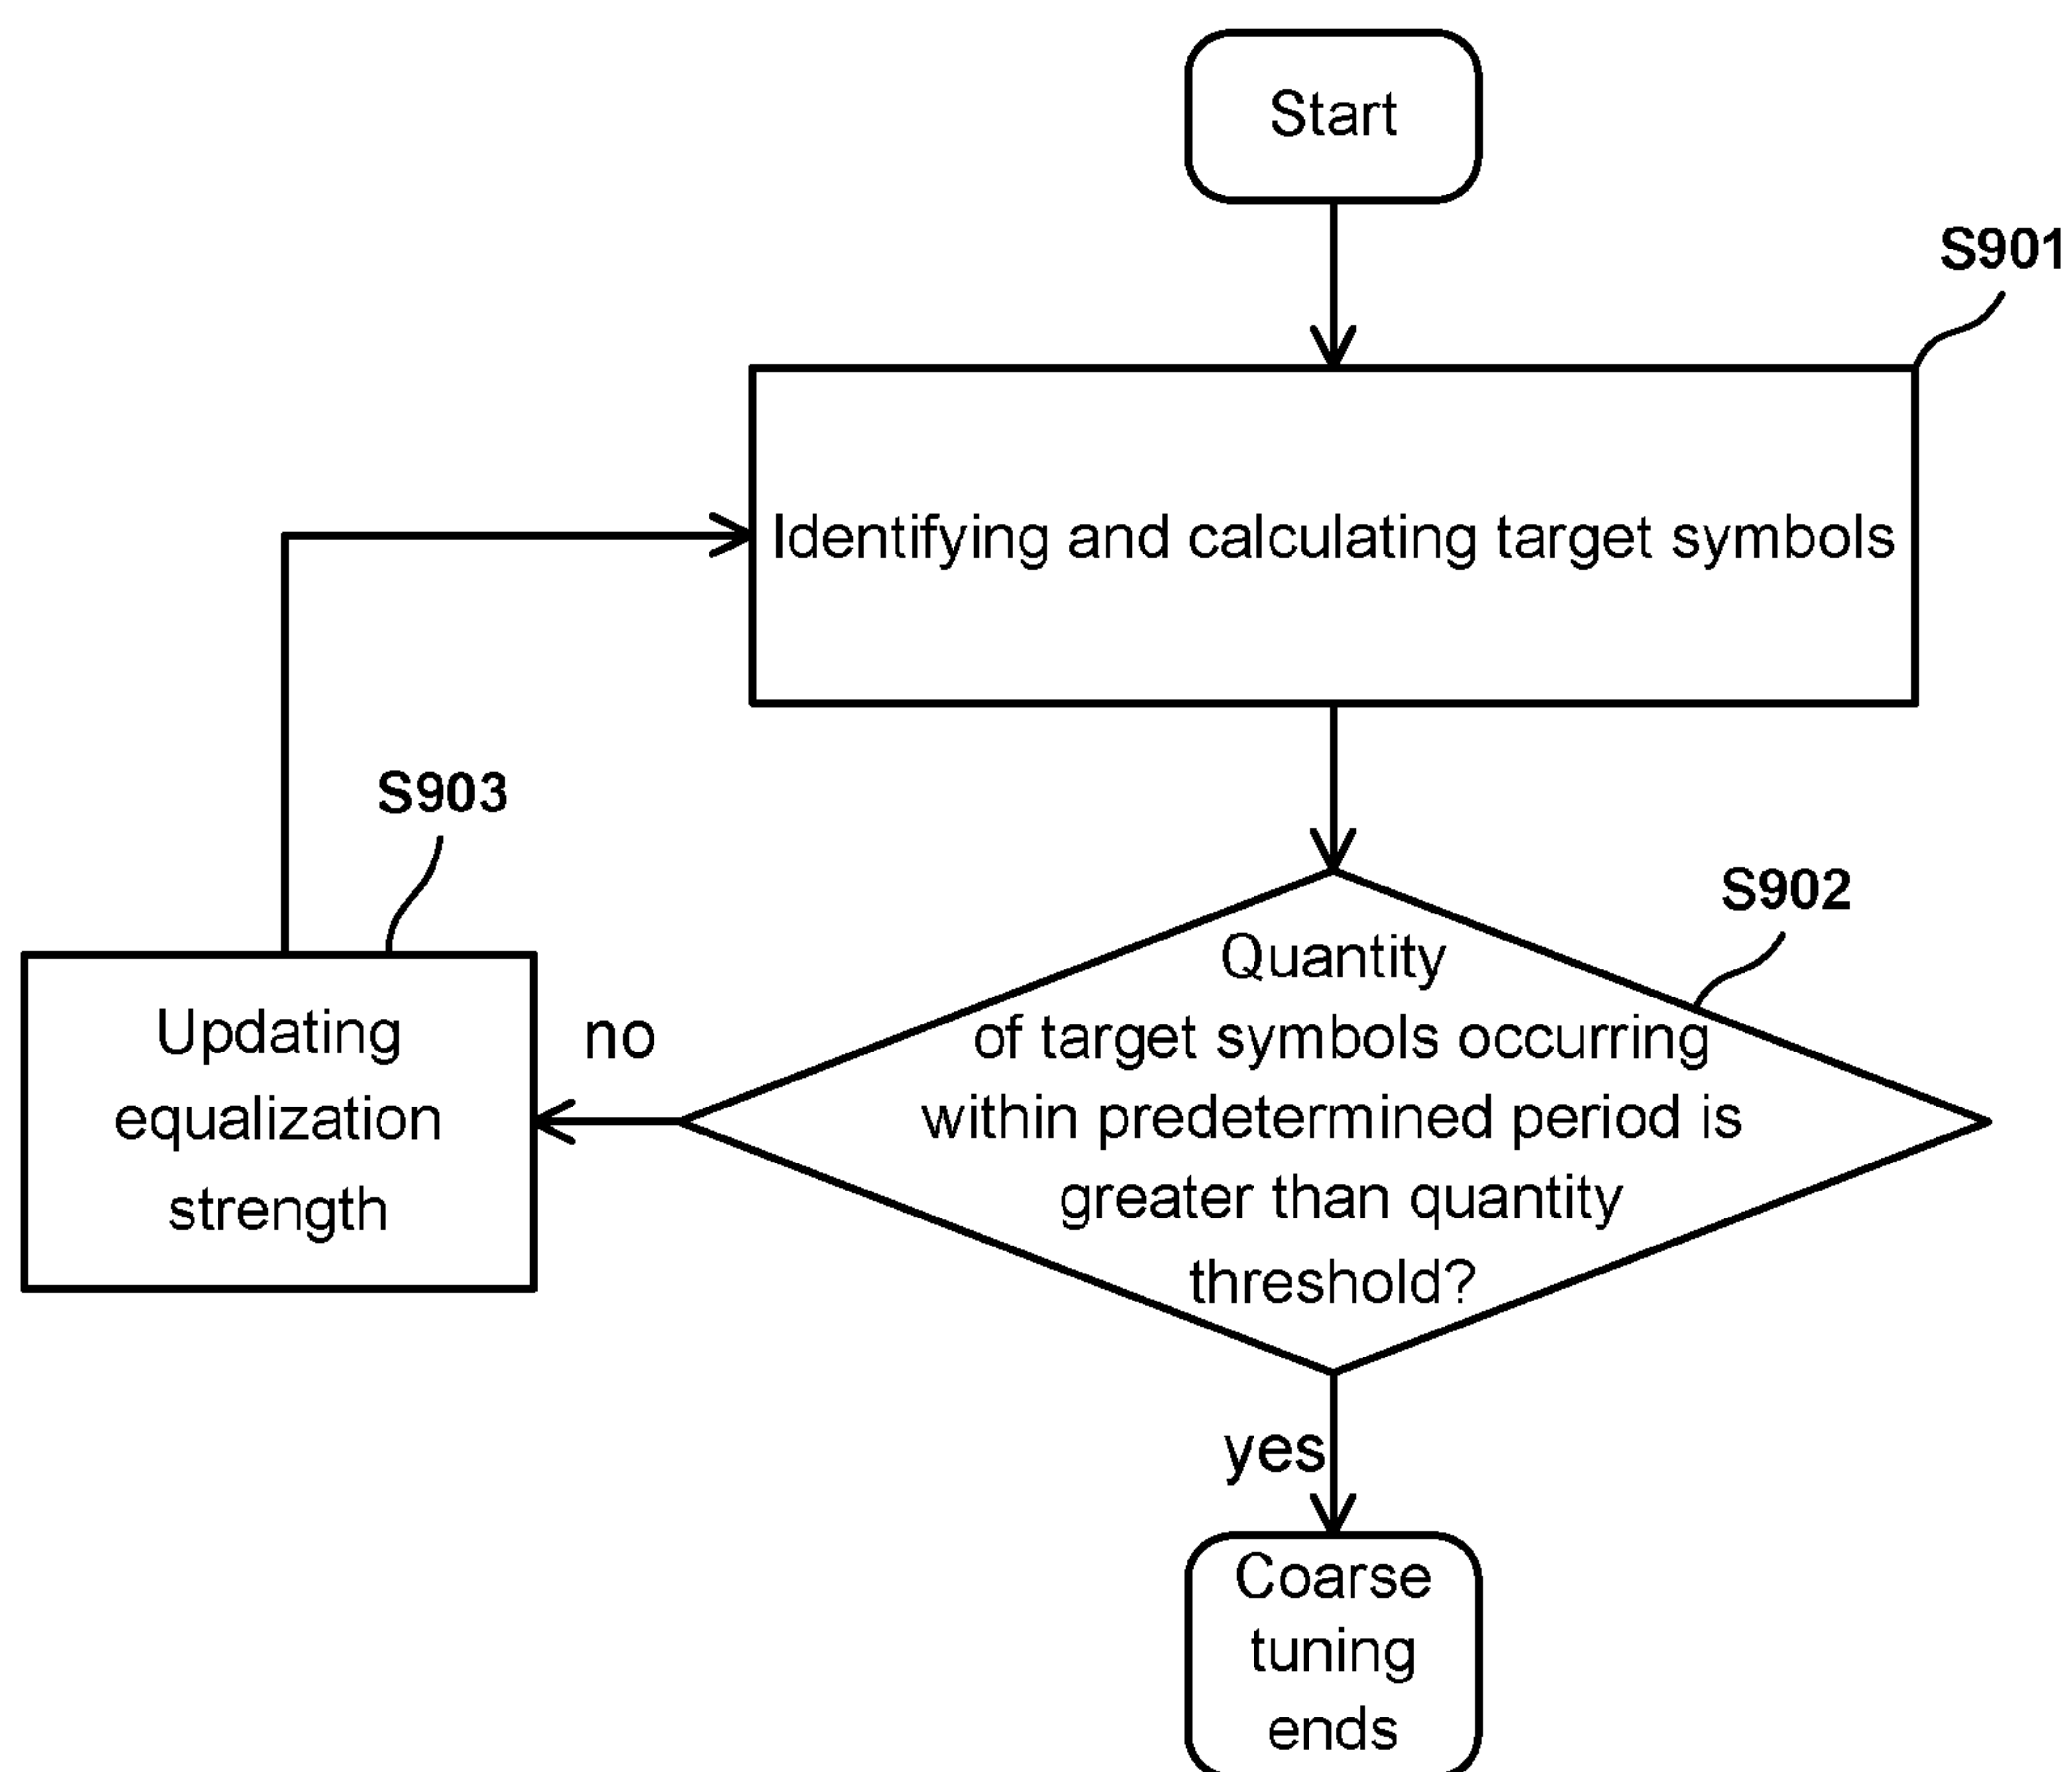 Start
S901
Identifying and calculating target symbols
S903
S902
Updating
equalization
strength
no
Quantity
of target symbols occurring
within predetermined period is
greater than quantity
threshold?
yes
Coarse
tuning
ends